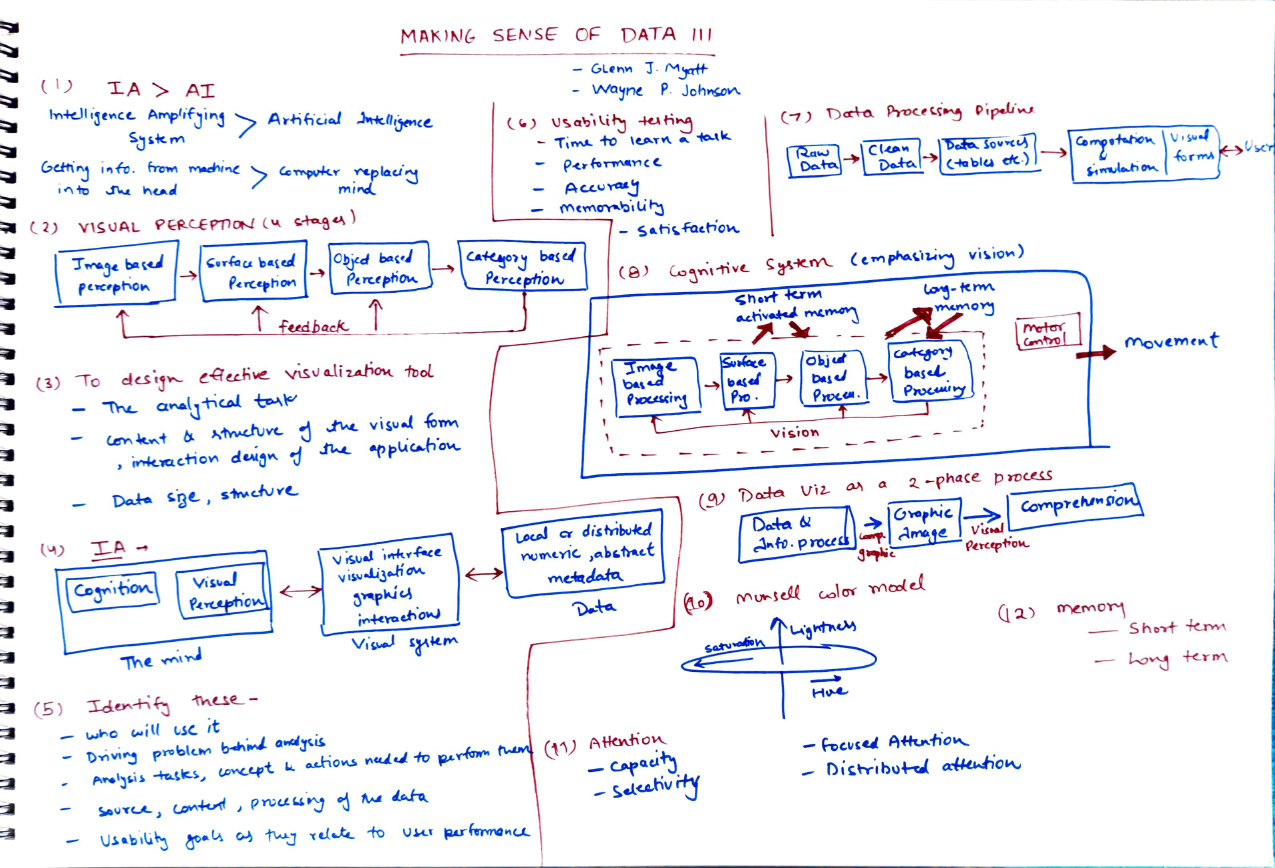 MAKING SENSE OF DATA III
- Glenn J. Myatt
- Wayne P. Johnson
(1) IA > AI
Intelligence Amplifying System > Artificial Intelligence
Getting info. from machine into the head > computer replacing mind
(2) VISUAL PERCEPTION (4 stages)
Image based perception
Surface based Perception
Object based Perception
Category based Perception
feedback
(3) To design effective visualization tool
- The analytical task
- content & structure of the visual form
, interaction design of the application
- Data size, structure
(4) IA →
Cognition
Visual Perception
The mind
Visual interface
visualization
graphics
interactions
Visual system
Local or distributed
numeric, abstract
metadata
Data
(5) Identify these -
- who will use it
- Driving problem behind analysis
- Analysis tasks, concept & actions needed to perform them
- source, content, processing of the data
- Usability goals as they relate to user performance
(6) Usability testing
- Time to learn a task
- Performance
- Accuracy
- memorability
- Satisfaction
(7) Data Processing Pipeline
Raw Data
Clean Data
Data sources (tables etc.)
Computation & simulation
Visual forms
User
(8) Cognitive System (emphasizing vision)
Short term
activated memory
long-term
memory
Motor control
movement
Image based Processing
Surface based Pro.
Object based Proces.
Category based Processing
Vision
(9) Data Viz as a 2-phase process
Data & Info. process
Comp. graphic
Graphic Image
Visual Perception
Comprehension
(10) Munsell color model
Lightness
saturation
Hue
(11) Attention
- Capacity
- Selectivity
- Focused Attention
- Distributed attention
(12) memory
- Short term
- Long term